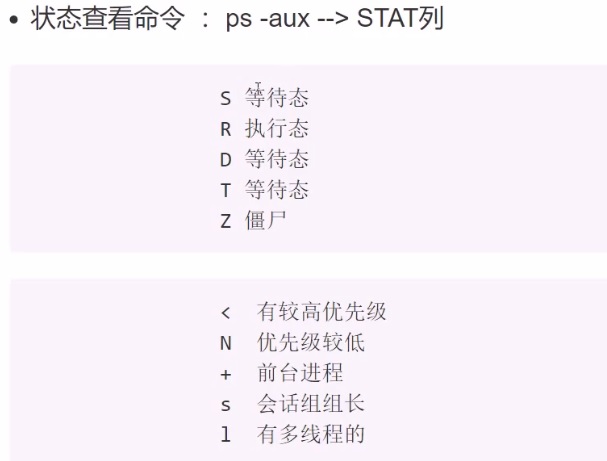 • 状态查看命令 ： ps -aux --> STAT列
S 等待态
R 执行态
D 等待态
T 等待态
Z 僵尸
< 有较高优先级
N 优先级较低
+ 前台进程
s 会话组组长
l 有多线程的